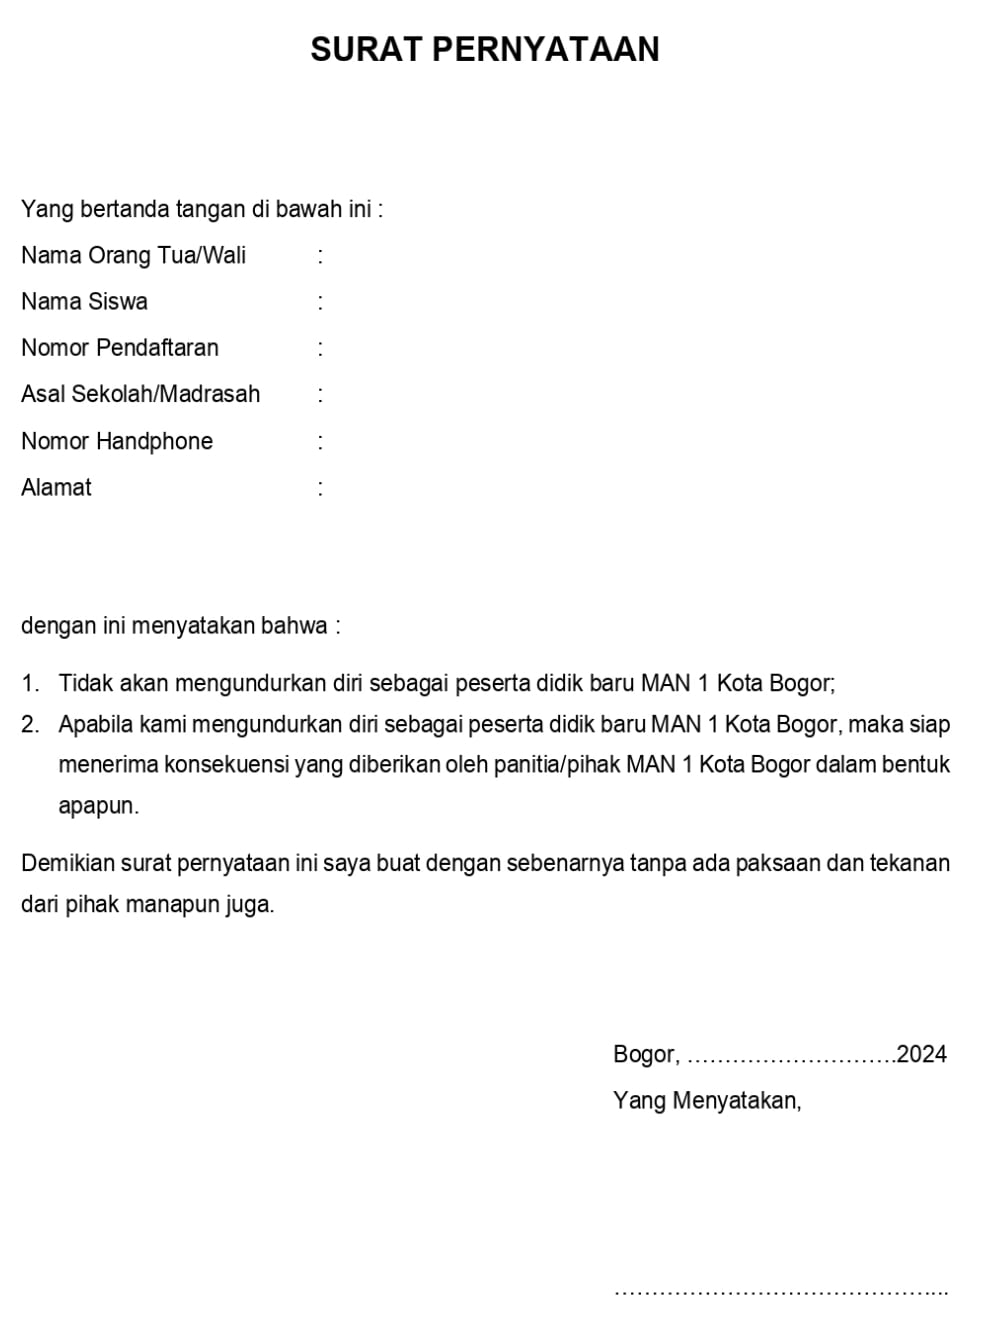 SURAT PERNYATAAN
Yang bertanda tangan di bawah ini :
Nama Orang Tua/Wali :
Nama Siswa :
Nomor Pendaftaran :
Asal Sekolah/Madrasah :
Nomor Handphone :
Alamat :
dengan ini menyatakan bahwa :
1. Tidak akan mengundurkan diri sebagai peserta didik baru MAN 1 Kota Bogor;
2. Apabila kami mengundurkan diri sebagai peserta didik baru MAN 1 Kota Bogor, maka siap
menerima konsekuensi yang diberikan oleh panitia/pihak MAN 1 Kota Bogor dalam bentuk
apapun.
Demikian surat pernyataan ini saya buat dengan sebenarnya tanpa ada paksaan dan tekanan
dari pihak manapun juga.
Bogor, ……………………….2024
Yang Menyatakan,
……………………………………...